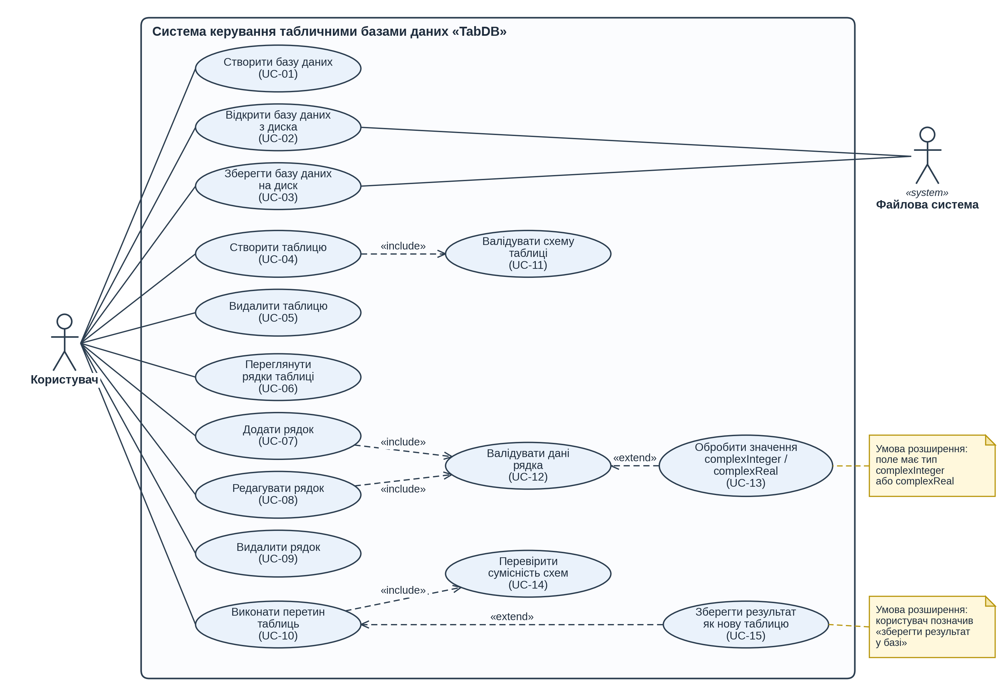 Система керування табличними базами даних «TabDB»
Створити базу даних
(UC-01)
Відкрити базу даних
з диска
(UC-02)
Зберегти базу даних
на диск
(UC-03)
«system»
Файлова система
Створити таблицю
(UC-04)
«include»
Валідувати схему
таблиці
(UC-11)
Видалити таблицю
(UC-05)
Користувач
Переглянути
рядки таблиці
(UC-06)
Додати рядок
(UC-07)
«include»
Редагувати рядок
(UC-08)
«include»
Валідувати дані
рядка
(UC-12)
«extend»
Обробити значення
complexInteger /
complexReal
(UC-13)
Умова розширення:
поле має тип
complexInteger
або complexReal
Видалити рядок
(UC-09)
Перевірити
сумісність схем
(UC-14)
«include»
Виконати перетин
таблиць
(UC-10)
«extend»
Зберегти результат
як нову таблицю
(UC-15)
Умова розширення:
користувач позначив
«зберегти результат
у базі»